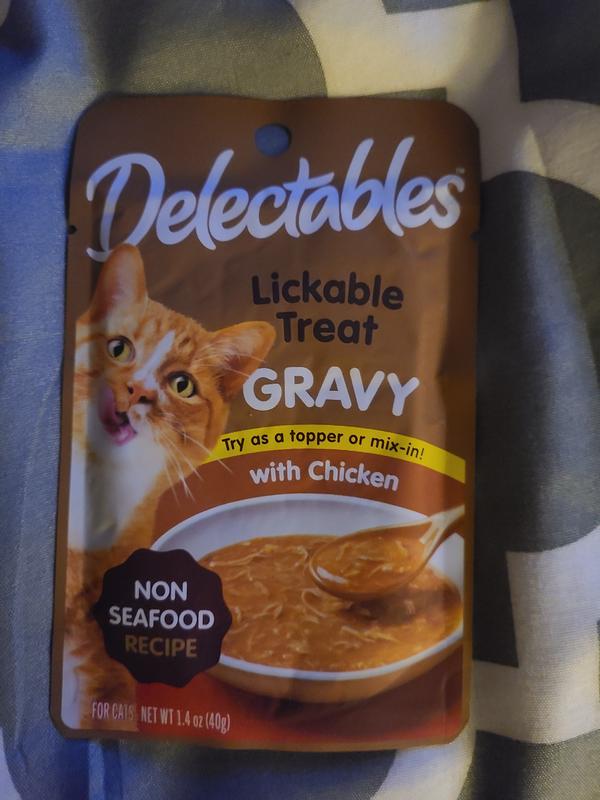 Delectables™
Lickable
Treat
GRAVY
Try as a topper or mix-in!
with Chicken
NON
SEAFOOD
RECIPE
FOR CATS NET WT 1.4 oz (40g)